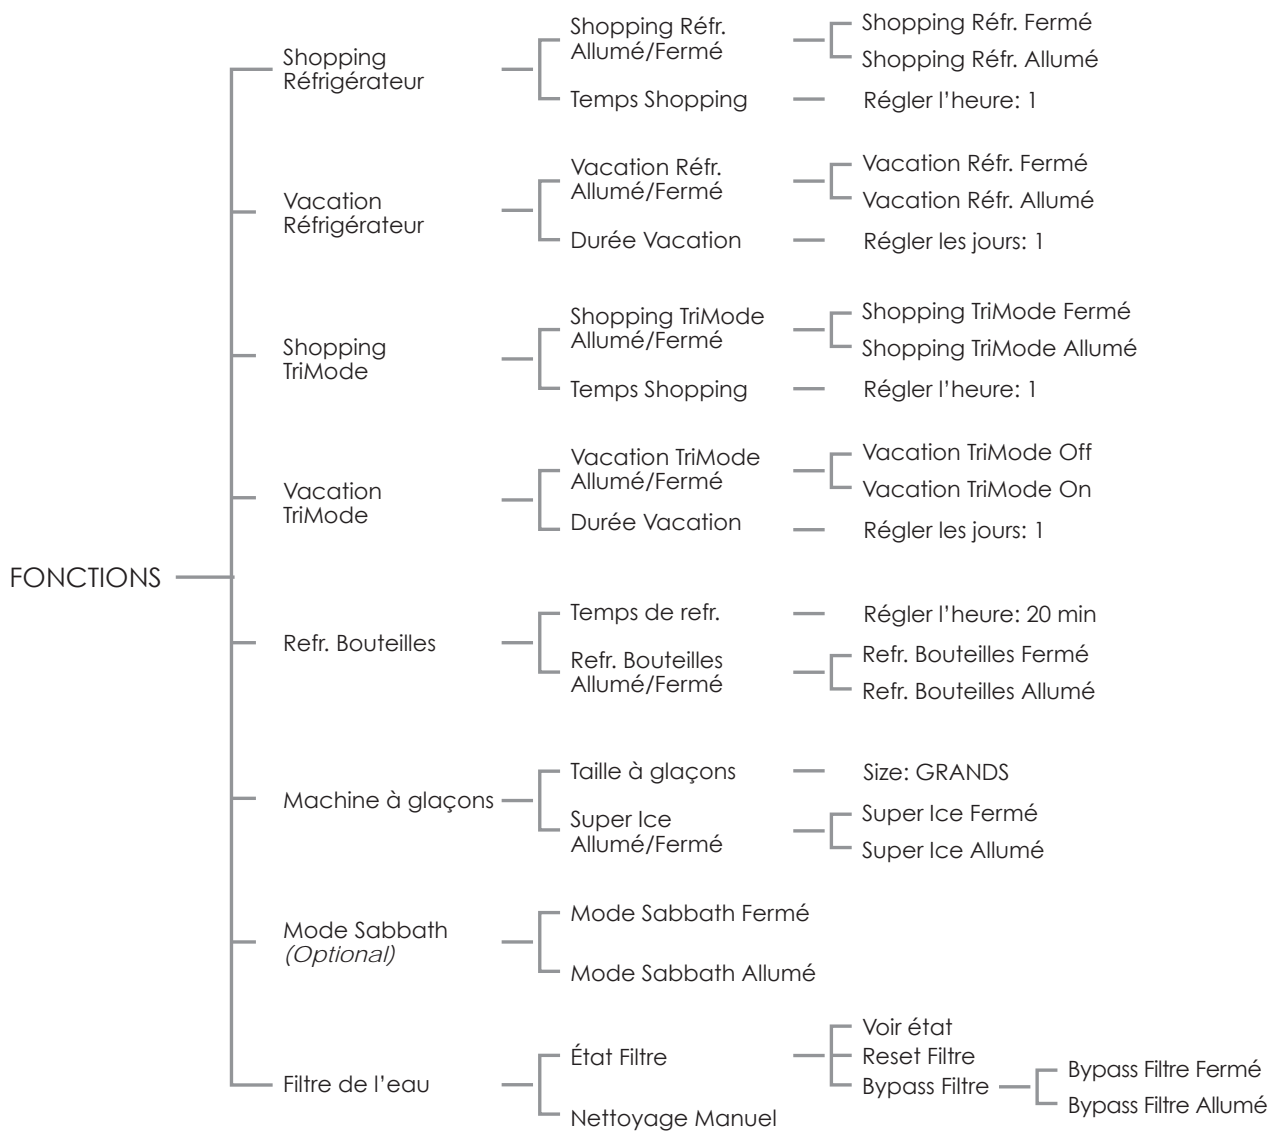 FONCTIONS
Shopping
Réfrigérateur
Shopping Réfr.
Allumé/Fermé
Shopping Réfr. Fermé
Shopping Réfr. Allumé
Temps Shopping
Régler l'heure: 1
Vacation
Réfrigérateur
Vacation Réfr.
Allumé/Fermé
Vacation Réfr. Fermé
Vacation Réfr. Allumé
Durée Vacation
Régler les jours: 1
Shopping
TriMode
Shopping TriMode
Allumé/Fermé
Shopping TriMode Fermé
Shopping TriMode Allumé
Temps Shopping
Régler l'heure: 1
Vacation
TriMode
Vacation TriMode
Allumé/Fermé
Vacation TriMode Off
Vacation TriMode On
Durée Vacation
Régler les jours: 1
Refr. Bouteilles
Temps de refr.
Régler l'heure: 20 min
Refr. Bouteilles
Allumé/Fermé
Refr. Bouteilles Fermé
Refr. Bouteilles Allumé
Machine à glaçons
Taille à glaçons
Size: GRANDS
Super Ice
Allumé/Fermé
Super Ice Fermé
Super Ice Allumé
Mode Sabbath
(Optional)
Mode Sabbath Fermé
Mode Sabbath Allumé
Filtre de l'eau
État Filtre
Voir état
Reset Filtre
Bypass Filtre
Bypass Filtre Fermé
Bypass Filtre Allumé
Nettoyage Manuel